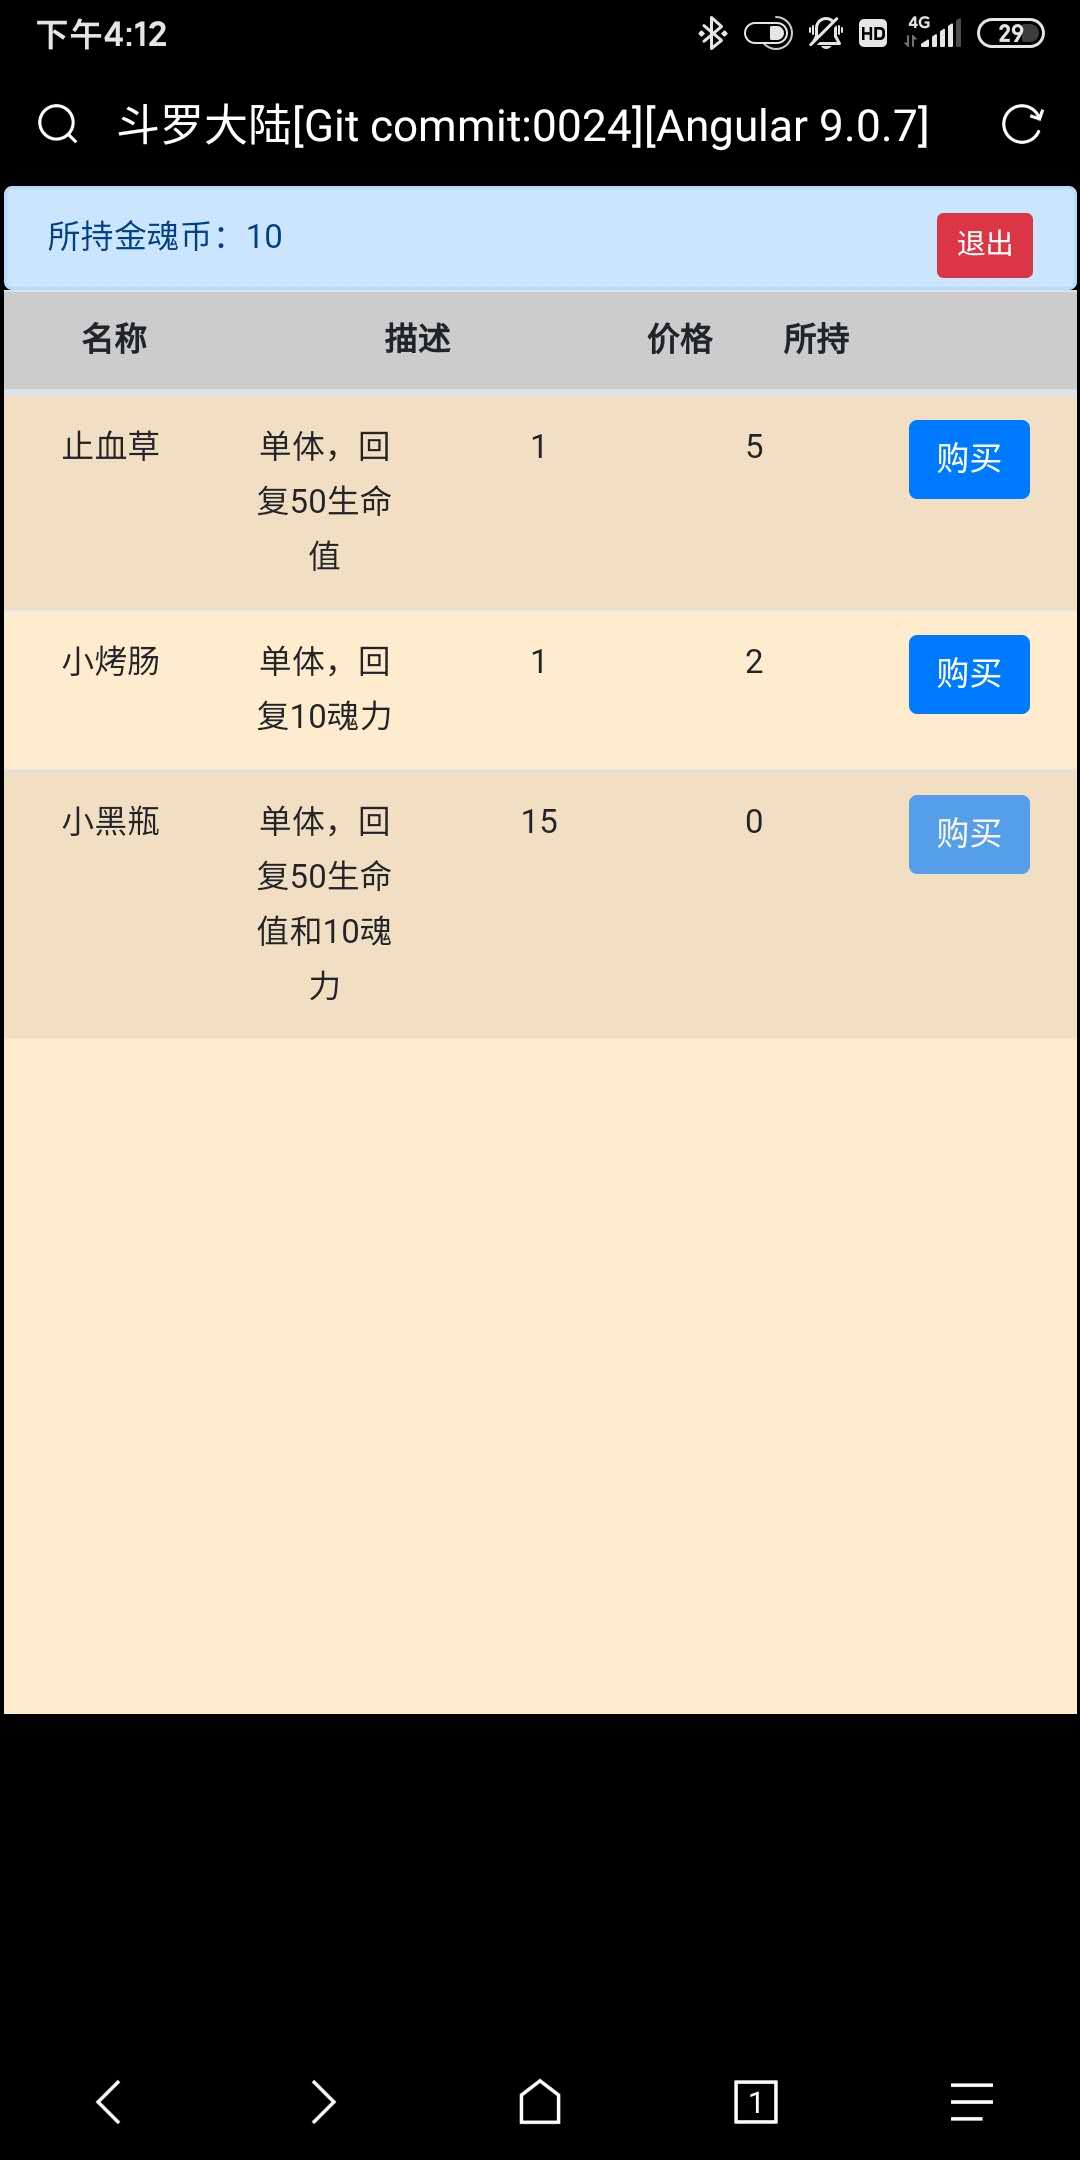 下午4:12
HD
4G
29
斗罗大陆[Git commit:0024][Angular 9.0.7]
所持金魂币：10
退出
名称 描述 价格 所持
止血草 单体，回 1 5 购买
复50生命
值
小烤肠 单体，回 1 2 购买
复10魂力
小黑瓶 单体，回 15 0 购买
复50生命
值和10魂
力
1